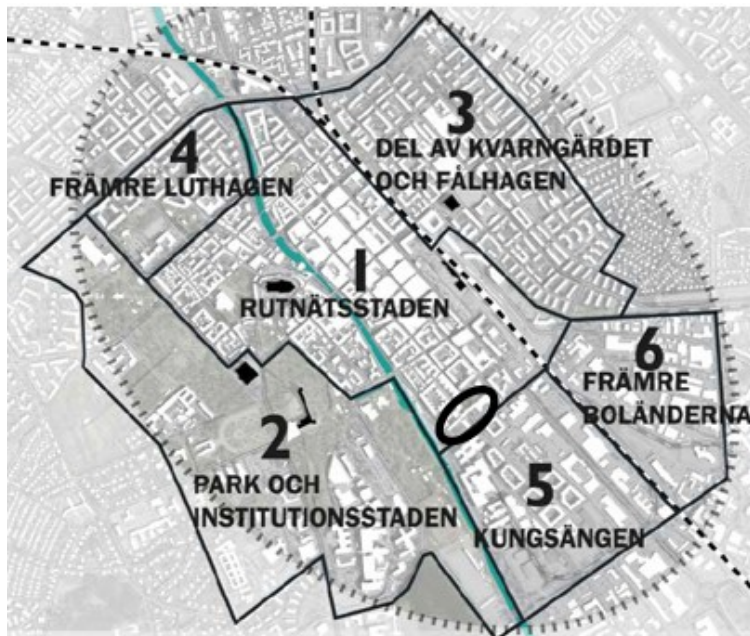 3
DEL AV KVARNGÄRDET
OCH FÅLHAGEN
4
FRÄMRE LUTHAGEN
1
RUTNÄTSSTADEN
6
FRÄMRE
BOLÄNDERNA
2
PARK OCH
INSTITUTIONSSTADEN
5
KUNGSÄNGEN